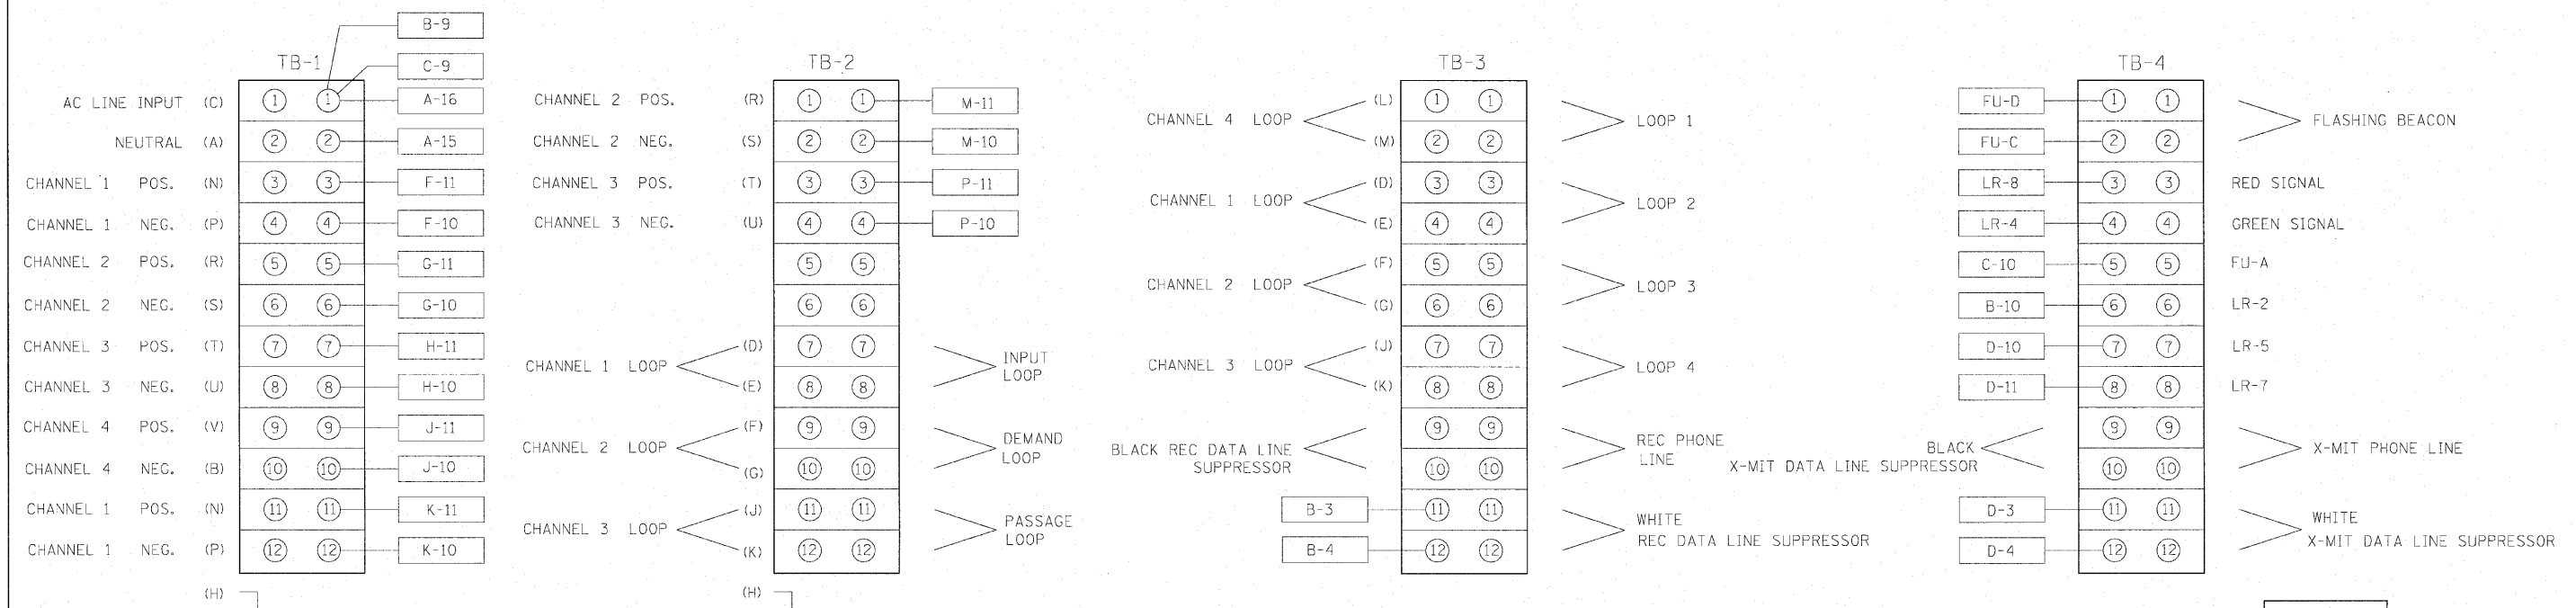 B-9
C-9
TB-1
AC LINE INPUT (C) 1 1 A-16
NEUTRAL (A) 2 2 A-15
CHANNEL 1 POS. (N) 3 3 F-11
CHANNEL 1 NEG. (P) 4 4 F-10
CHANNEL 2 POS. (R) 5 5 G-11
CHANNEL 2 NEG. (S) 6 6 G-10
CHANNEL 3 POS. (T) 7 7 H-11
CHANNEL 3 NEG. (U) 8 8 H-10
CHANNEL 4 POS. (V) 9 9 J-11
CHANNEL 4 NEG. (B) 10 10 J-10
CHANNEL 1 POS. (N) 11 11 K-11
CHANNEL 1 NEG. (P) 12 12 K-10
(H)
TB-2
CHANNEL 2 POS. (R) 1 1 M-11
CHANNEL 2 NEG. (S) 2 2 M-10
CHANNEL 3 POS. (T) 3 3 P-11
CHANNEL 3 NEG. (U) 4 4 P-10
5 5
6 6
CHANNEL 1 LOOP
(D) 7 7
(E) 8 8
INPUT
LOOP
CHANNEL 2 LOOP
(F) 9 9
(G) 10 10
DEMAND
LOOP
CHANNEL 3 LOOP
(J) 11 11
(K) 12 12
PASSAGE
LOOP
(H)
TB-3
CHANNEL 4 LOOP
(L) 1 1
(M) 2 2
LOOP 1
CHANNEL 1 LOOP
(D) 3 3
(E) 4 4
LOOP 2
CHANNEL 2 LOOP
(F) 5 5
(G) 6 6
LOOP 3
CHANNEL 3 LOOP
(J) 7 7
(K) 8 8
LOOP 4
BLACK REC DATA LINE
SUPPRESSOR
9 9
10 10
REC PHONE
LINE
B-3 11 11
B-4 12 12
WHITE
REC DATA LINE SUPPRESSOR
TB-4
FU-D 1 1
FU-C 2 2
FLASHING BEACON
LR-8 3 3 RED SIGNAL
LR-4 4 4 GREEN SIGNAL
C-10 5 5 FU-A
B-10 6 6 LR-2
D-10 7 7 LR-5
D-11 8 8 LR-7
BLACK
X-MIT DATA LINE SUPPRESSOR
9 9
10 10
X-MIT PHONE LINE
D-3 11 11
D-4 12 12
WHITE
X-MIT DATA LINE SUPPRESSOR